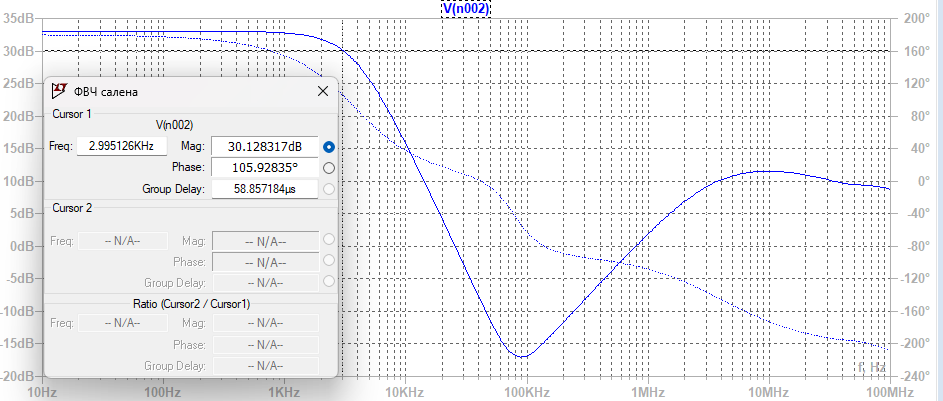 V(n002)
35dB
200°
30dB
160°
25dB
120°
80°
40°
10dB
0°
5dB
-40°
0dB
-80°
-5dB
-120°
-10dB
-160°
-15dB
-200°
-20dB
-240°
10Hz 100Hz 1KHz 10KHz 100KHz 1MHz 10MHz 100MHz
ФВЧ салена
Cursor 1
V(n002)
Freq: 2.995126KHz Mag: 30.128317dB
Phase: 105.92835°
Group Delay: 58.857184µs
Cursor 2
Freq: -- N/A-- Mag: -- N/A--
Phase: -- N/A--
Group Delay: -- N/A--
Ratio (Cursor2 / Cursor1)
Freq: -- N/A-- Mag: -- N/A--
Phase: -- N/A--
Group Delay: -- N/A--